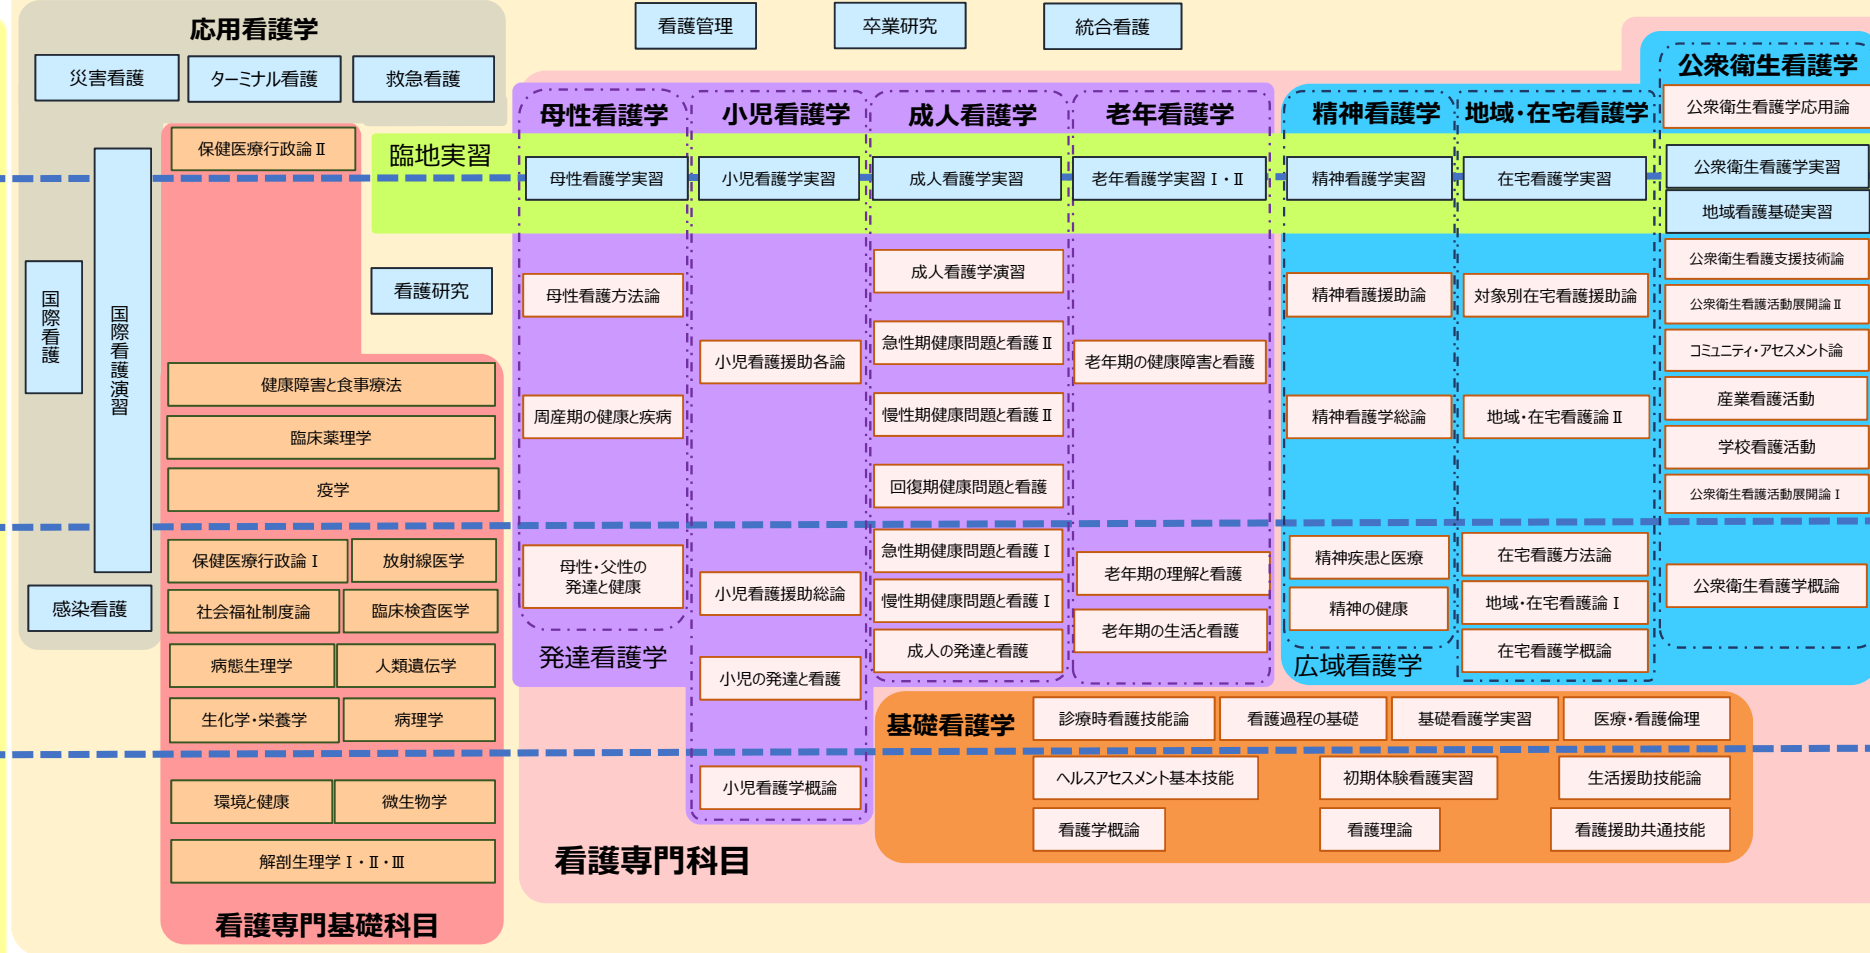 応用看護学
災害看護
ターミナル看護
救急看護
国際看護
国際看護演習
感染看護
保健医療行政論Ⅱ
健康障害と食事療法
臨床薬理学
疫学
保健医療行政論Ⅰ
放射線医学
社会福祉制度論
臨床検査医学
病態生理学
人類遺伝学
生化学・栄養学
病理学
環境と健康
微生物学
解剖生理学Ⅰ・Ⅱ・Ⅲ
看護専門基礎科目
看護管理
卒業研究
統合看護
臨地実習
看護研究
母性看護学
母性看護学実習
母性看護方法論
周産期の健康と疾病
母性・父性の
発達と健康
発達看護学
小児看護学
小児看護学実習
小児看護援助各論
小児看護援助総論
小児の発達と看護
小児看護学概論
成人看護学
成人看護学実習
成人看護学演習
急性期健康問題と看護Ⅱ
慢性期健康問題と看護Ⅱ
回復期健康問題と看護
急性期健康問題と看護Ⅰ
慢性期健康問題と看護Ⅰ
成人の発達と看護
老年看護学
老年看護学実習Ⅰ・Ⅱ
老年期の健康障害と看護
老年期の理解と看護
老年期の生活と看護
精神看護学
精神看護学実習
精神看護援助論
精神看護学総論
精神疾患と医療
精神の健康
広域看護学
地域・在宅看護学
在宅看護学実習
対象別在宅看護援助論
地域・在宅看護論Ⅱ
在宅看護方法論
地域・在宅看護論Ⅰ
在宅看護学概論
公衆衛生看護学
公衆衛生看護学応用論
公衆衛生看護学実習
地域看護基礎実習
公衆衛生看護支援技術論
公衆衛生看護活動展開論Ⅱ
コミュニティ・アセスメント論
産業看護活動
学校看護活動
公衆衛生看護活動展開論Ⅰ
公衆衛生看護学概論
基礎看護学
診療時看護技能論
看護過程の基礎
基礎看護学実習
医療・看護倫理
ヘルスアセスメント基本技能
初期体験看護実習
生活援助技能論
看護学概論
看護理論
看護援助共通技能
看護専門科目